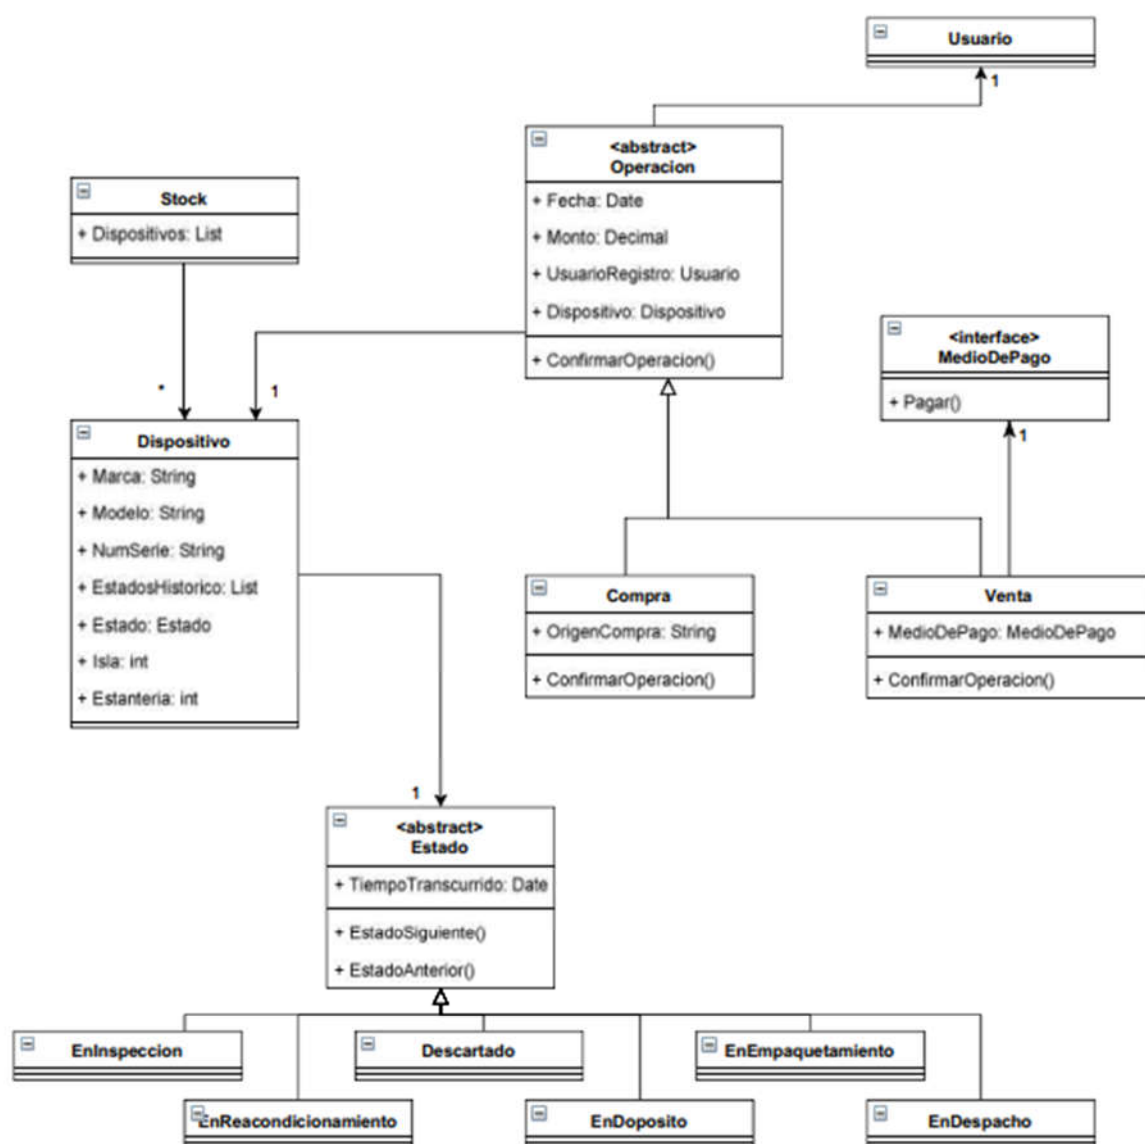 Usuario
1
<abstract>
Operacion
+ Fecha: Date
+ Monto: Decimal
+ UsuarioRegistro: Usuario
+ Dispositivo: Dispositivo
+ ConfirmarOperacion()
Stock
+ Dispositivos: List
*
1
<interface>
MedioDePago
+ Pagar()
1
Dispositivo
+ Marca: String
+ Modelo: String
+ NumSerie: String
+ EstadosHistorico: List
+ Estado: Estado
+ Isla: int
+ Estanteria: int
Compra
+ OrigenCompra: String
+ ConfirmarOperacion()
Venta
+ MedioDePago: MedioDePago
+ ConfirmarOperacion()
1
<abstract>
Estado
+ TiempoTranscurrido: Date
+ EstadoSiguiente()
+ EstadoAnterior()
EnInspeccion
Descartado
EnEmpaquetamiento
EnReacondicionamiento
EnDoposito
EnDespacho